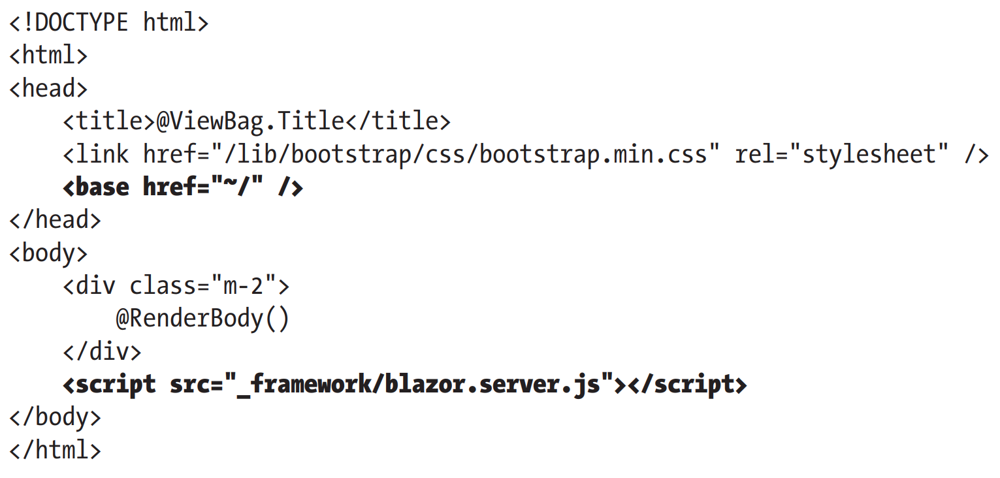 <!DOCTYPE html>
<html>
<head>
    <title>@ViewBag.Title</title>
    <link href="/lib/bootstrap/css/bootstrap.min.css" rel="stylesheet" />
    <base href="~/" />
</head>
<body>
    <div class="m-2">
        @RenderBody()
    </div>
    <script src="_framework/blazor.server.js"></script>
</body>
</html>